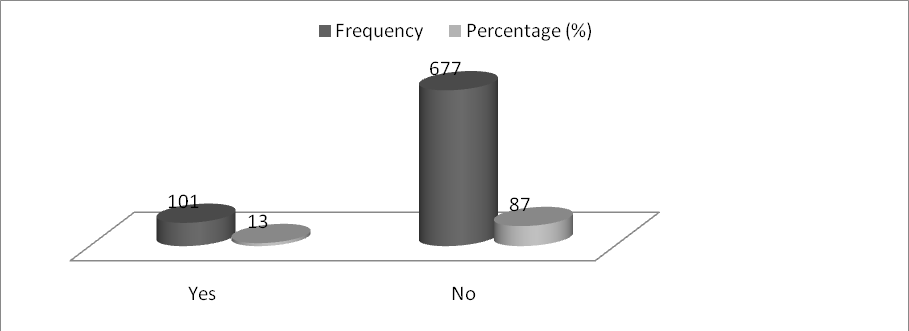 Frequency Percentage (%)
677
101
13
87
Yes No